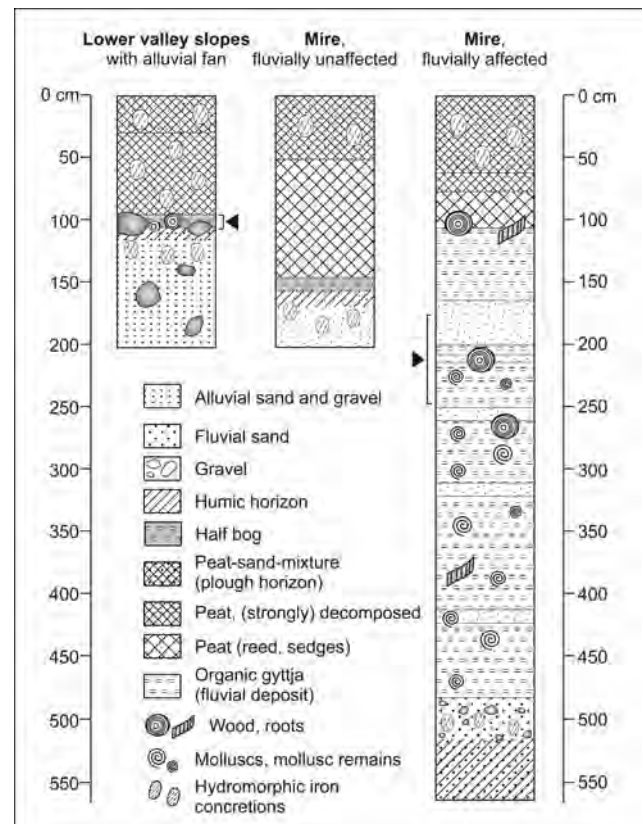 Lower valley slopes
with alluvial fan
Mire,
fluvially unaffected
Mire,
fluvially affected
0 cm
50
100
150
200
250
300
350
400
450
500
550
0 cm
50
100
150
200
250
300
350
400
450
500
550
Alluvial sand and gravel
Fluvial sand
Gravel
Humic horizon
Half bog
Peat-sand-mixture
(plough horizon)
Peat, (strongly) decomposed
Peat (reed, sedges)
Organic gyttja
(fluvial deposit)
Wood, roots
Molluscs, mollusc remains
Hydromorphic iron
concretions